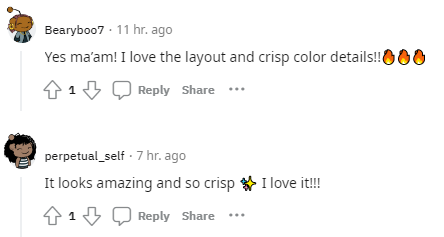 Bearyboo7 · 11 hr. ago
Yes ma'am! I love the layout and crisp color details!!🔥🔥🔥
1 Reply Share ···
perpetual_self · 7 hr. ago
It looks amazing and so crisp ✨ I love it!!!
1 Reply Share ···